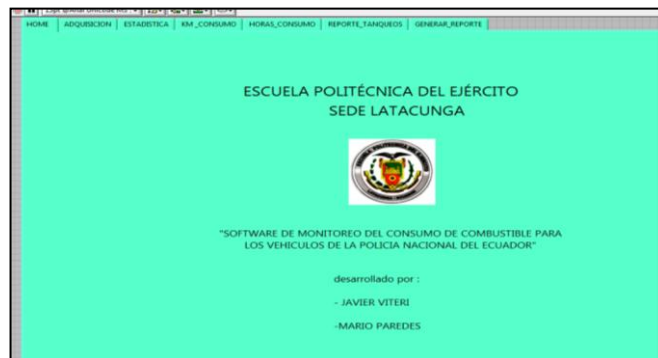 HOME ADQUISICION ESTADISTICA KM_CONSUMO HORAS_CONSUMO REPORTE_TANQUEOS GENERAR_REPORTE
ESCUELA POLITÉCNICA DEL EJÉRCITO
SEDE LATACUNGA
"SOFTWARE DE MONITOREO DEL CONSUMO DE COMBUSTIBLE PARA
LOS VEHICULOS DE LA POLICIA NACIONAL DEL ECUADOR"
desarrollado por :
- JAVIER VITERI
-MARIO PAREDES